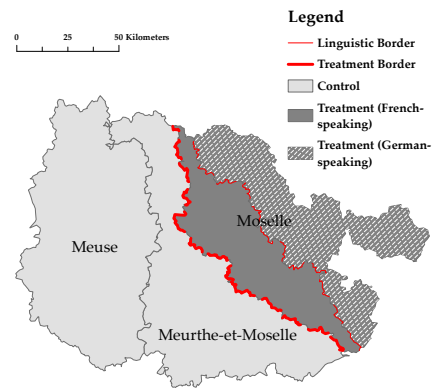 Legend
0 25 50 Kilometers
Linguistic Border
Treatment Border
Control
Treatment (French-
speaking)
Treatment (German-
speaking)
Moselle
Meuse
Meurthe-et-Moselle